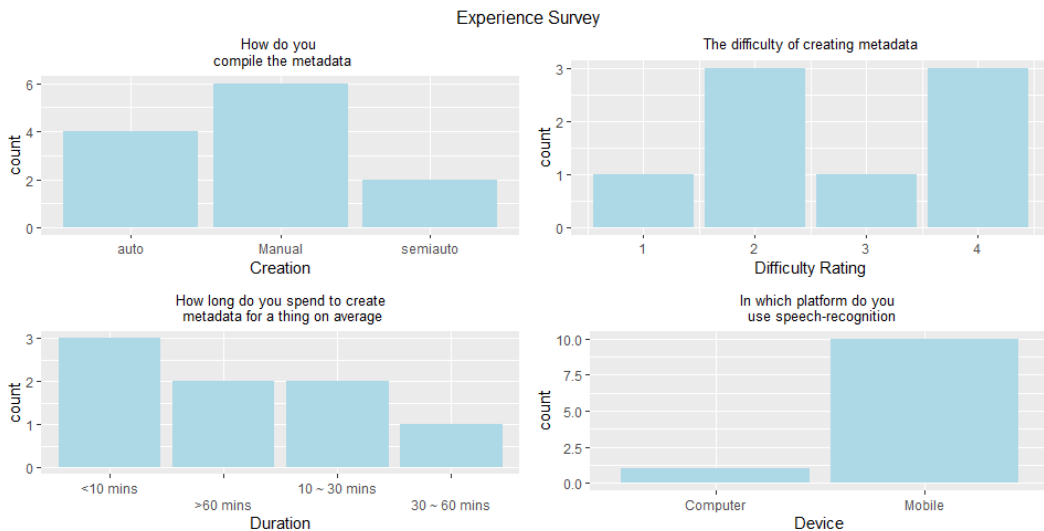 Experience Survey
How do you
compile the metadata
6
4
2
0
count
auto Manual semiauto
Creation
The difficulty of creating metadata
3
2
1
0
count
1 2 3 4
Difficulty Rating
How long do you spend to create
metadata for a thing on average
3
2
1
0
count
<10 mins 10 ~ 30 mins
>60 mins 30 ~ 60 mins
Duration
In which platform do you
use speech-recognition
10.0
7.5
5.0
2.5
0.0
count
Computer Mobile
Device